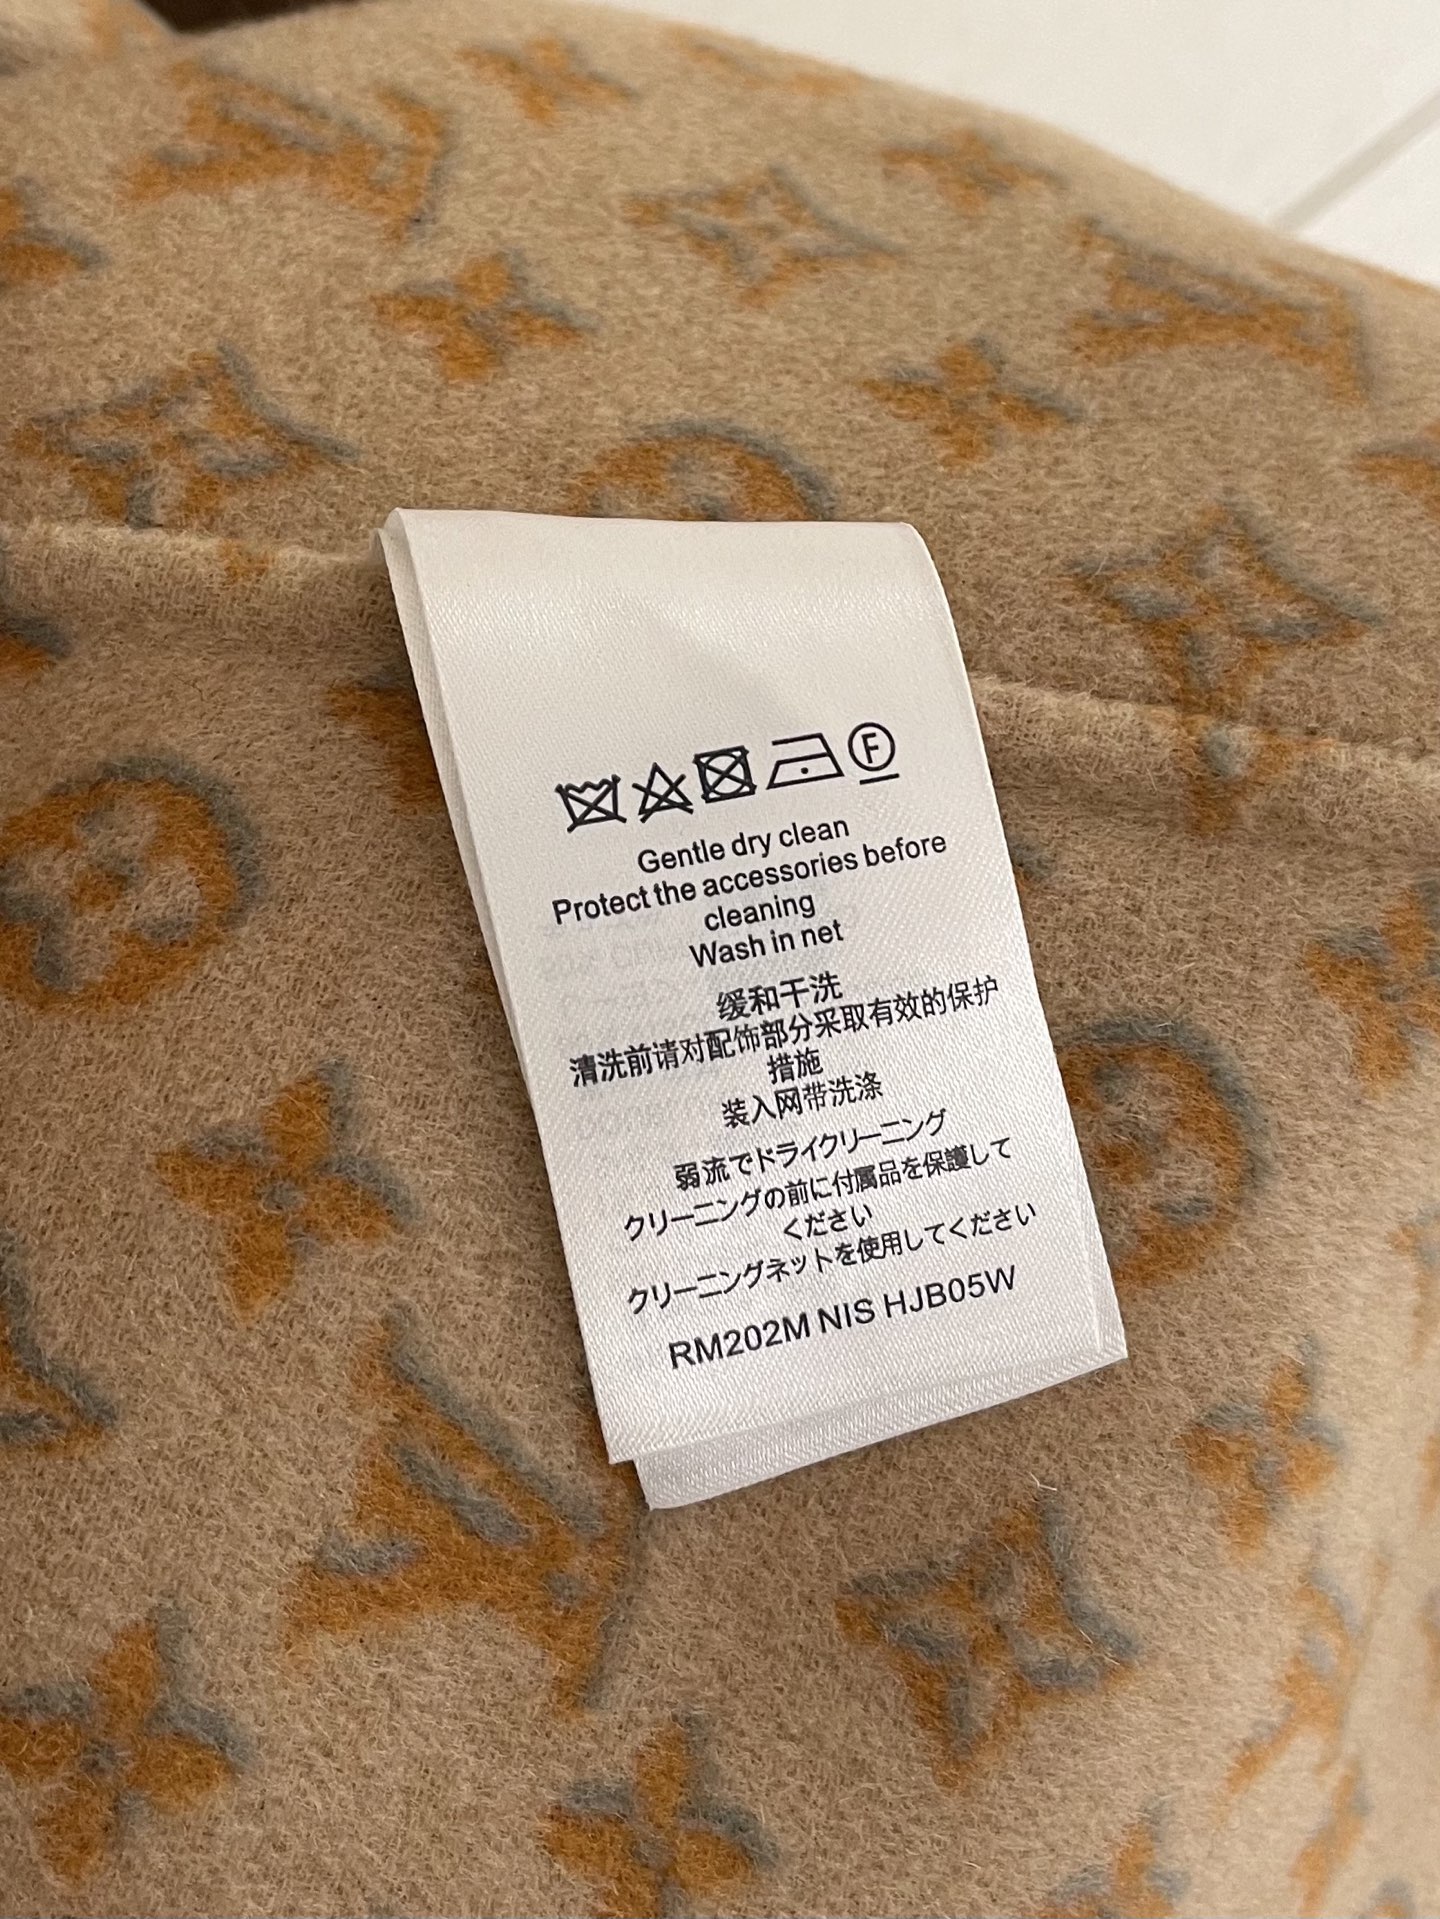 F
Gentle dry clean
Protect the accessories before
cleaning
Wash in net
缓和干洗
清洗前请对配饰部分采取有效的保护
措施
装入网带洗涤
弱流でドライクリーニング
クリーニングの前に付属品を保護して
ください
クリーニングネットを使用してください
RM202M NIS HJB05W